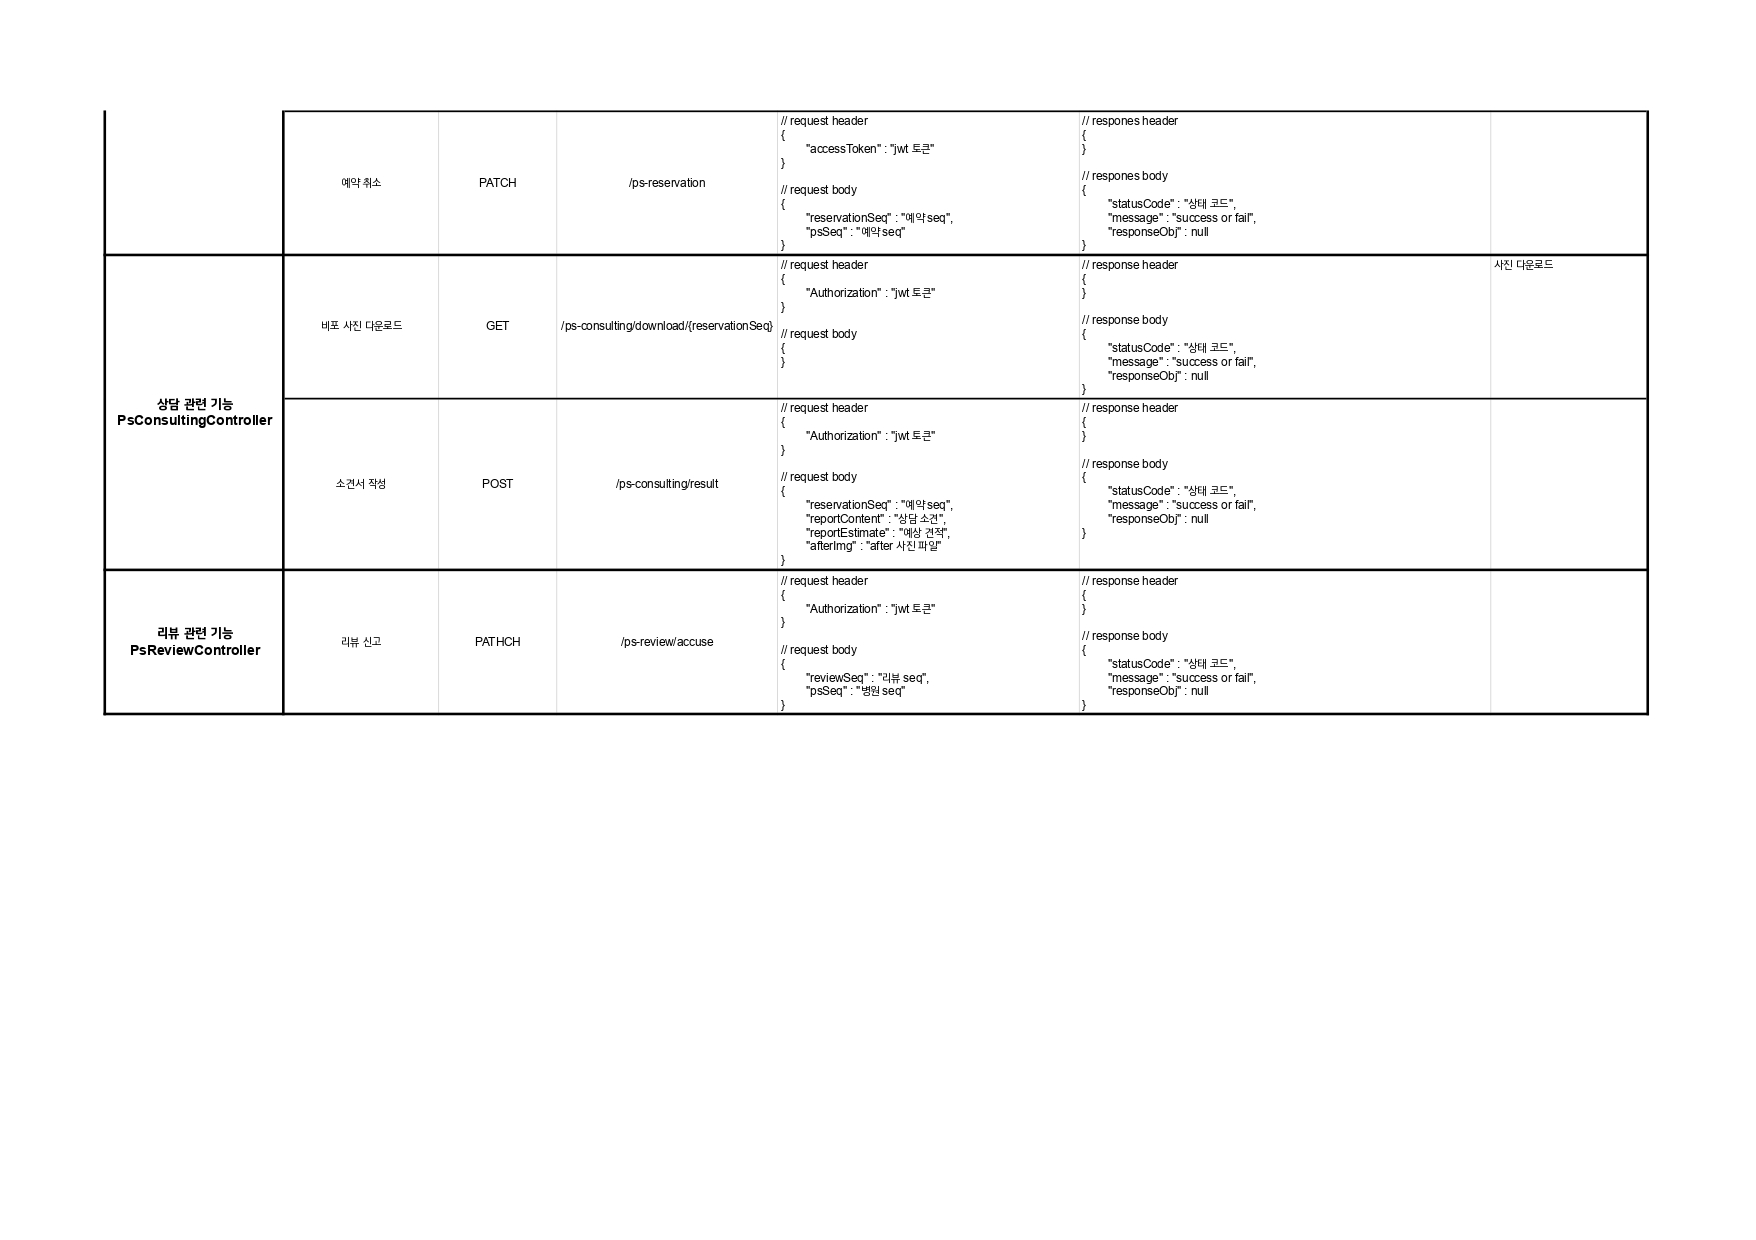 예약 취소
PATCH
/ps-reservation
// request header
{
"accessToken" : "jwt 토큰"
}
// request body
{
"reservationSeq" : "예약 seq",
"psSeq" : "예약 seq"
}
// respones header
{
}
// respones body
{
"statusCode" : "상태 코드",
"message" : "success or fail",
"responseObj" : null
}
상담 관련 기능
PsConsultingController
비포 사진 다운로드
GET
/ps-consulting/download/{reservationSeq}
// request header
{
"Authorization" : "jwt 토큰"
}
// request body
{
}
// response header
{
}
// response body
{
"statusCode" : "상태 코드",
"message" : "success or fail",
"responseObj" : null
}
사진 다운로드
소견서 작성
POST
/ps-consulting/result
// request header
{
"Authorization" : "jwt 토큰"
}
// request body
{
"reservationSeq" : "예약 seq",
"reportContent" : "상담 소견",
"reportEstimate" : "예상 견적",
"afterImg" : "after 사진 파일"
}
// response header
{
}
// response body
{
"statusCode" : "상태 코드",
"message" : "success or fail",
"responseObj" : null
}
리뷰 관련 기능
PsReviewController
리뷰 신고
PATHCH
/ps-review/accuse
// request header
{
"Authorization" : "jwt 토큰"
}
// request body
{
"reviewSeq" : "리뷰 seq",
"psSeq" : "병원 seq"
}
// response header
{
}
// response body
{
"statusCode" : "상태 코드",
"message" : "success or fail",
"responseObj" : null
}